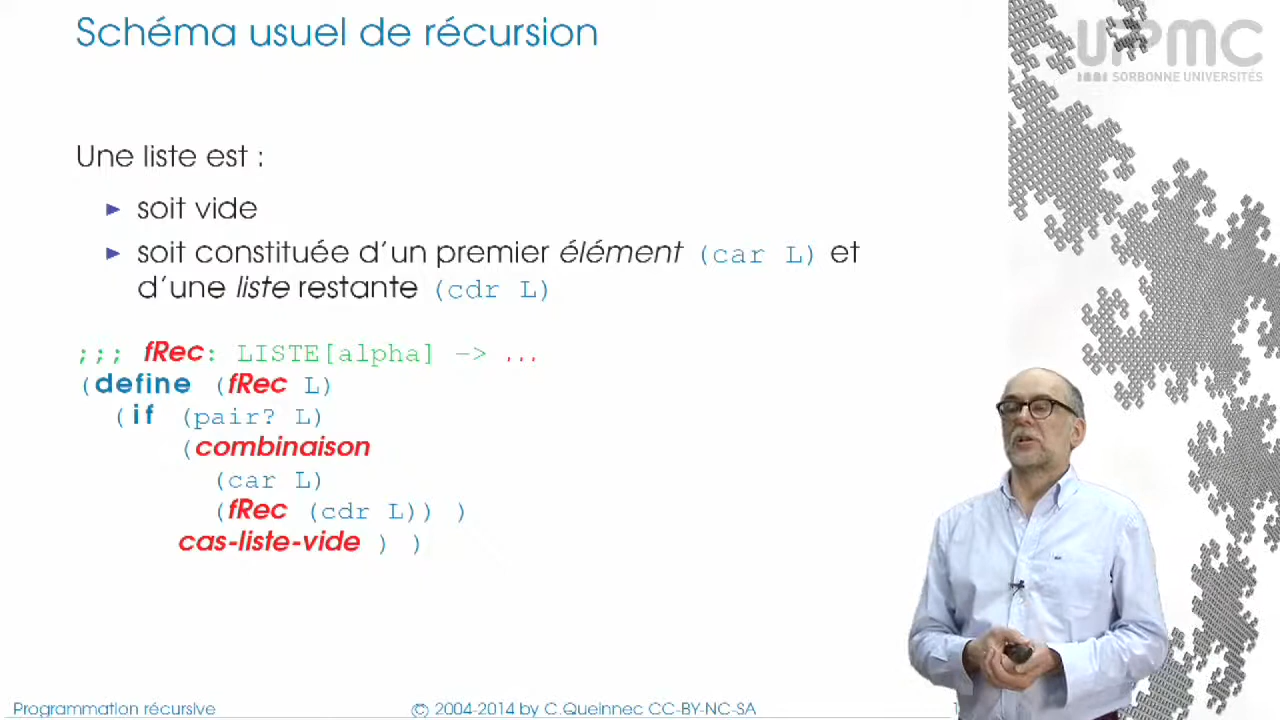 Schéma usuel de récursion
UPMC
SORBONNE UNIVERSITÉS
Une liste est :
▶ soit vide
▶ soit constituée d'un premier élément (car L) et
d'une liste restante (cdr L)
;;; fRec: LISTE[alpha] -> ...
(define (fRec L)
(if (pair? L)
(combinaison
(car L)
(fRec (cdr L)) )
cas-liste-vide ) )
Programmation récursive
© 2004-2014 by C.Queinnec CC-BY-NC-SA